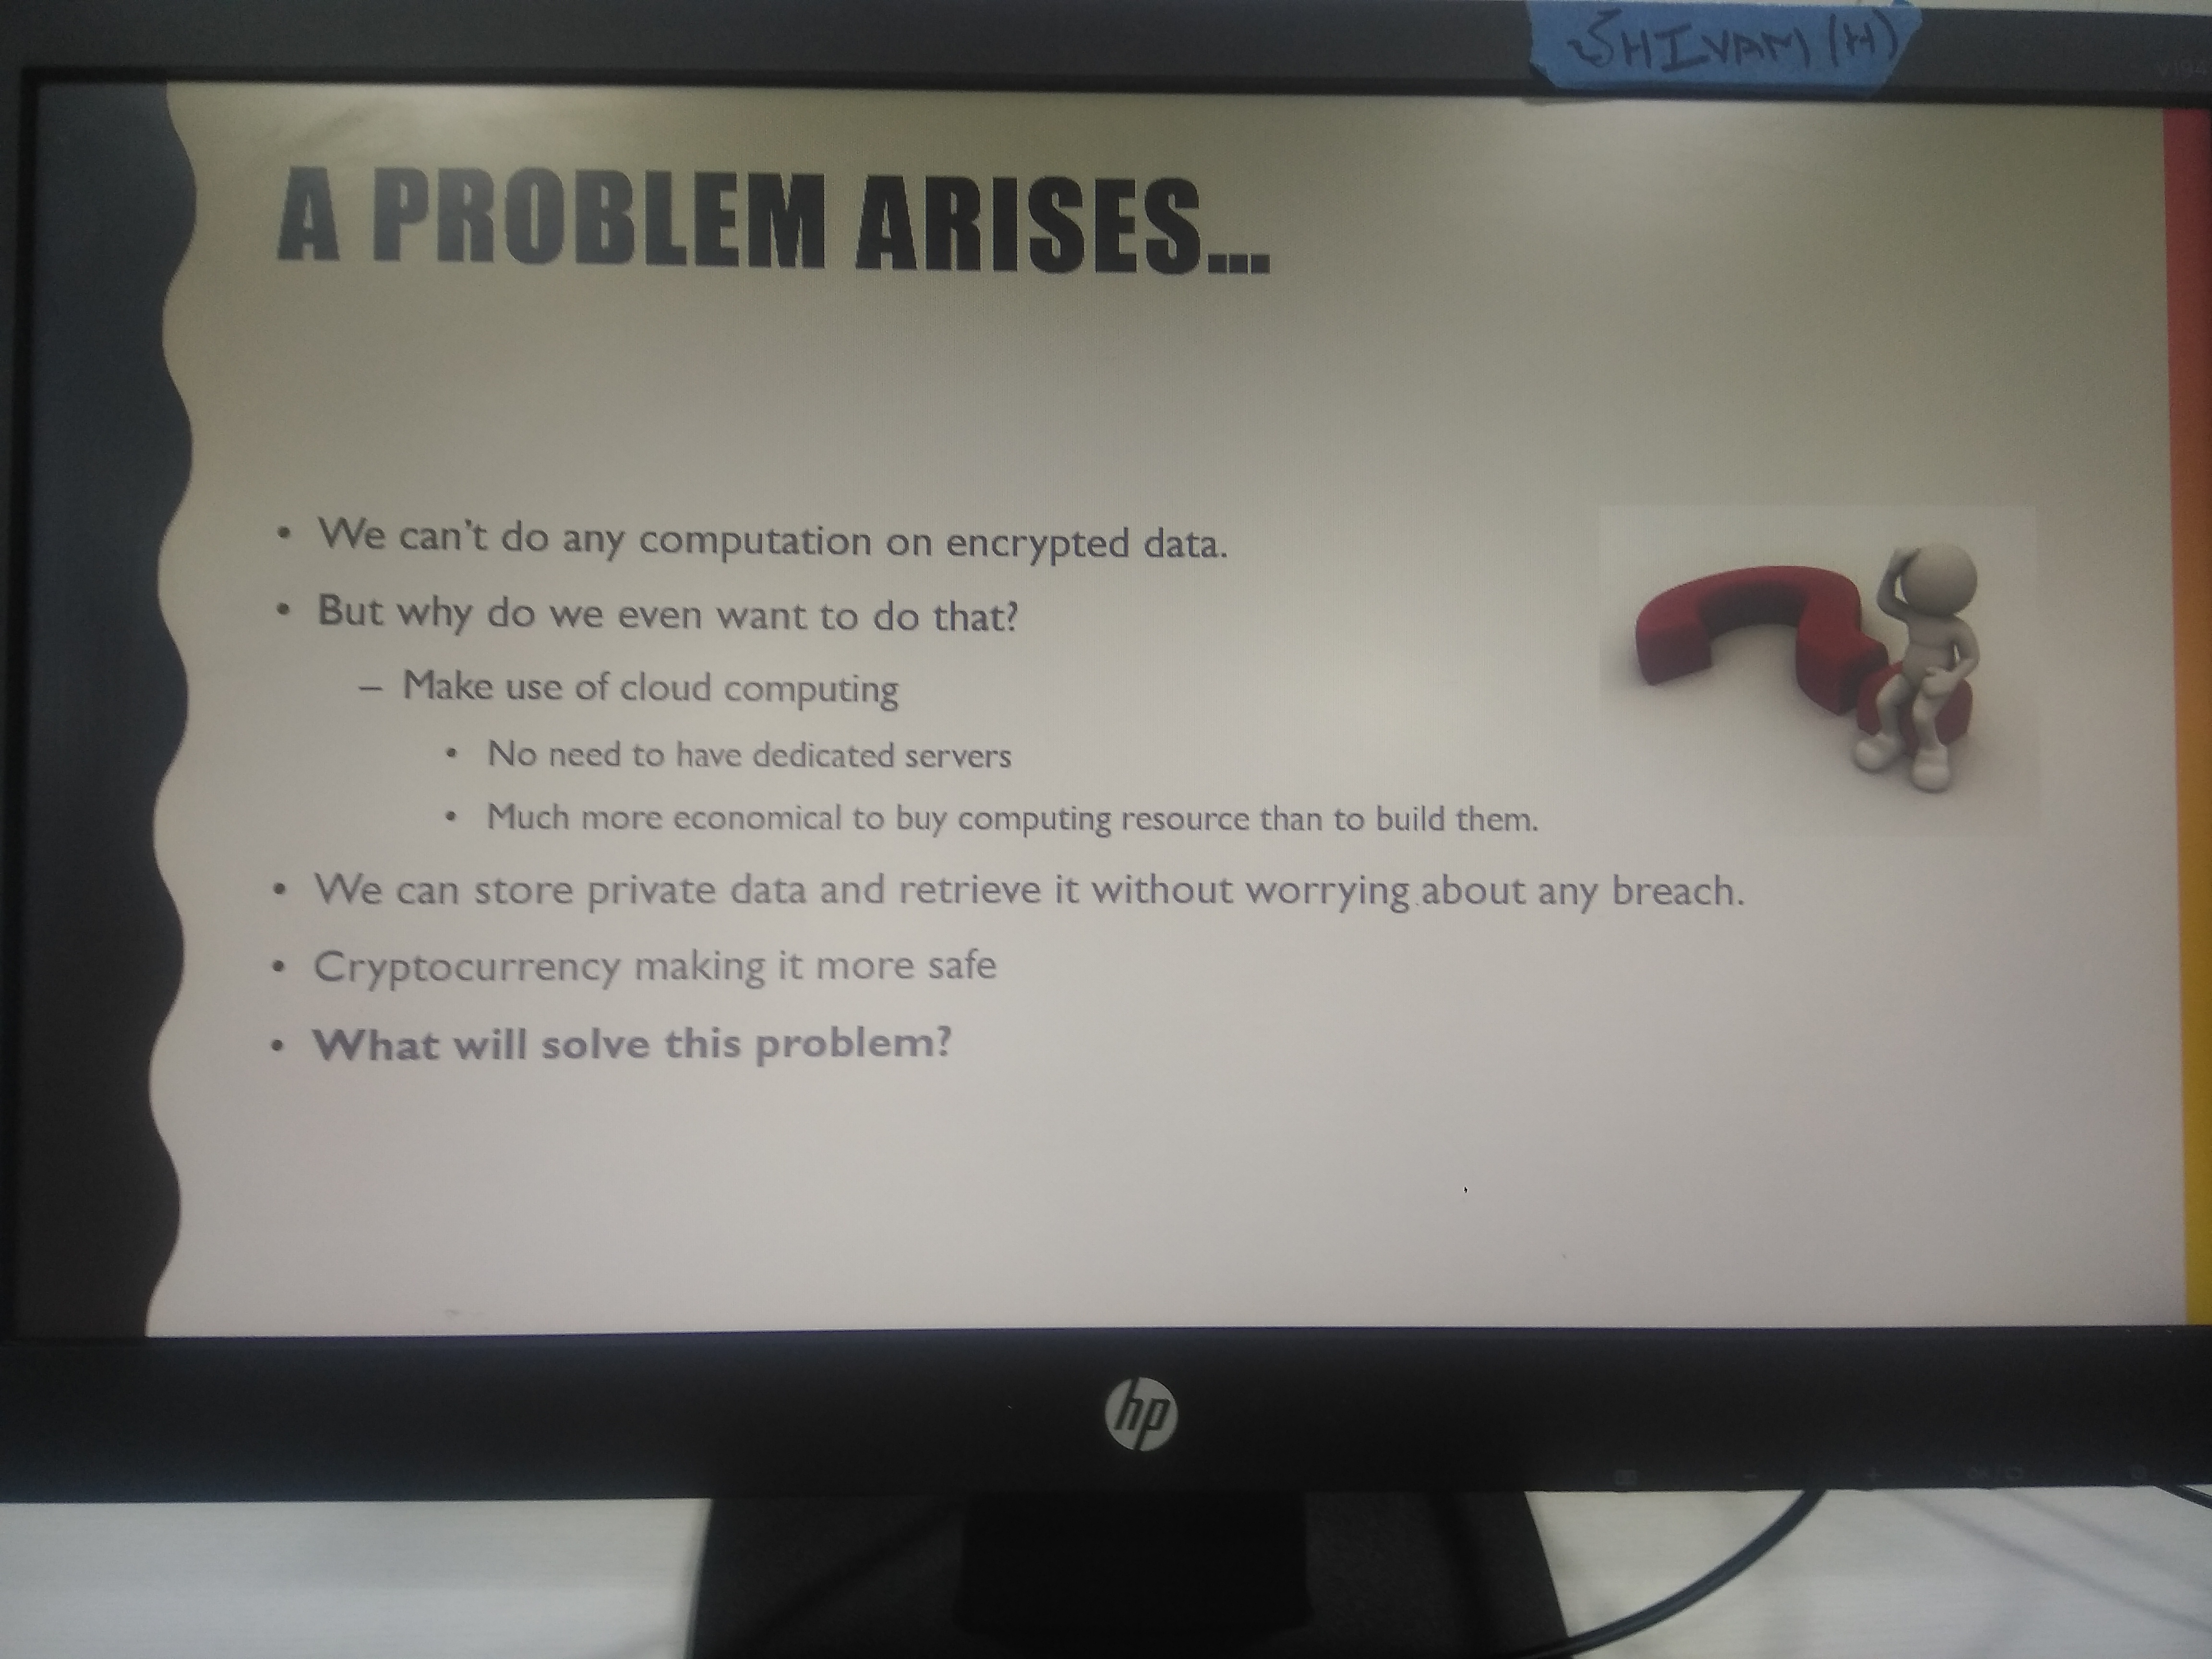 SHIVAM (H)
A PROBLEM ARISES...
• We can't do any computation on encrypted data.
• But why do we even want to do that?
– Make use of cloud computing
• No need to have dedicated servers
• Much more economical to buy computing resource than to build them.
• We can store private data and retrieve it without worrying about any breach.
• Cryptocurrency making it more safe
• What will solve this problem?
hp